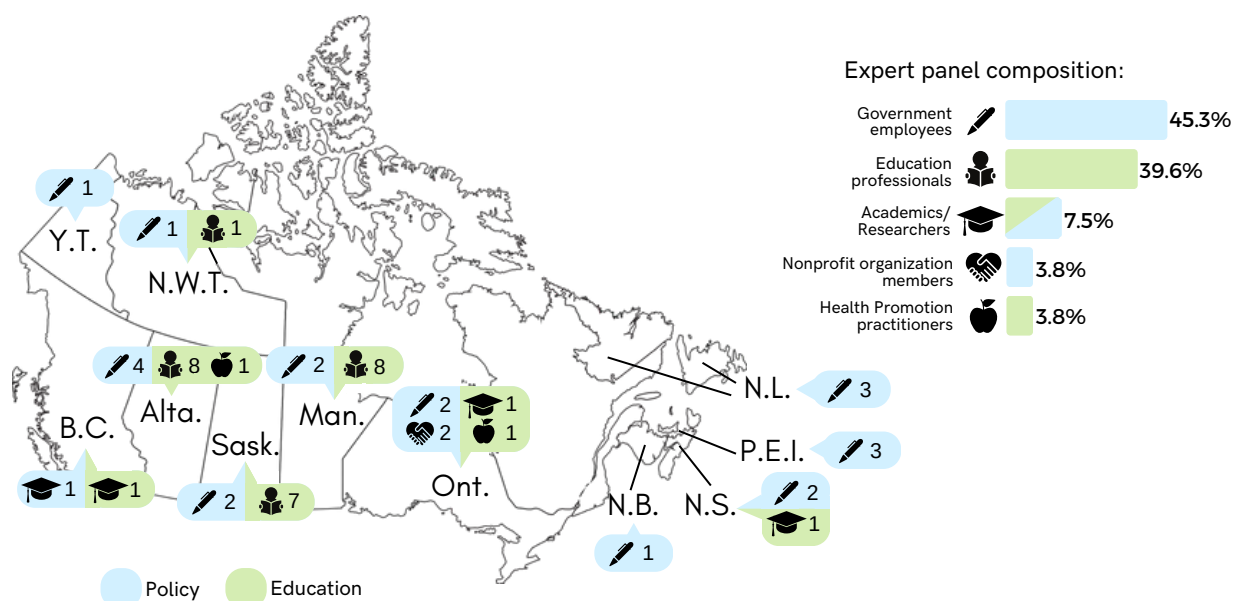 Expert panel composition:
Government
employees
45.3%
Education
professionals
39.6%
Academics/
Researchers
7.5%
Nonprofit organization
members
3.8%
Health Promotion
practitioners
3.8%
1
Y.T.
1 1
N.W.T.
4 8 1
Alta.
2 8
Man.
B.C.
1 1
Sask.
2 7
2 1
2 1
Ont.
N.L.
3
P.E.I.
3
N.B.
1
N.S.
2
1
Policy
Education